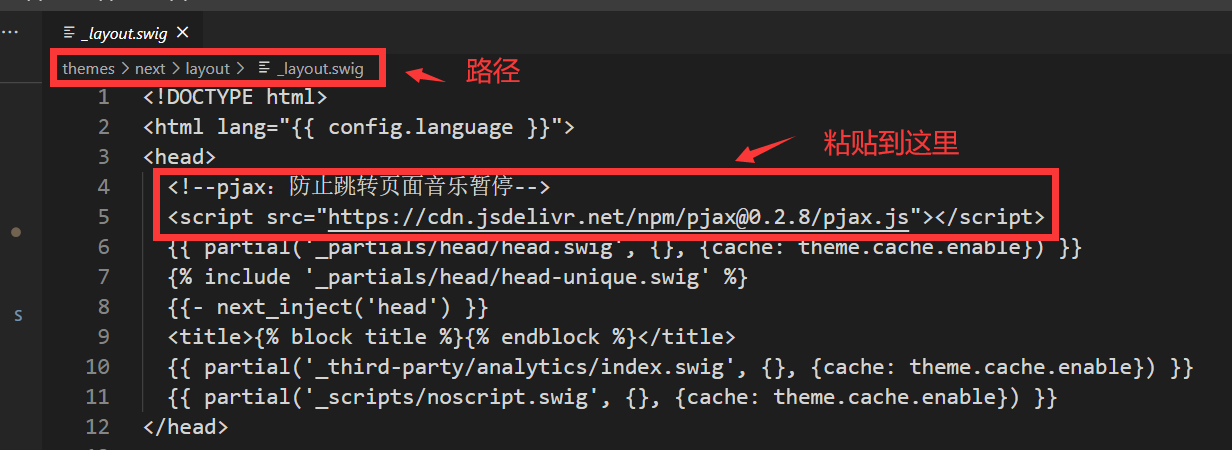 _layout.swig
themes > next > layout > _layout.swig
路径
1 <!DOCTYPE html>
2 <html lang="{{ config.language }}">
3 <head>
粘贴到这里
4 <!--pjax：防止跳转页面音乐暂停-->
5 <script src="https://cdn.jsdelivr.net/npm/pjax@0.2.8/pjax.js"></script>
6 {{ partial('_partials/head/head.swig', {}, {cache: theme.cache.enable}) }}
7 {% include '_partials/head/head-unique.swig' %}
8 {{- next_inject('head') }}
9 <title>{% block title %}{% endblock %}</title>
10 {{ partial('_third-party/analytics/index.swig', {}, {cache: theme.cache.enable}) }}
11 {{ partial('_scripts/noscript.swig', {}, {cache: theme.cache.enable}) }}
12 </head>
S